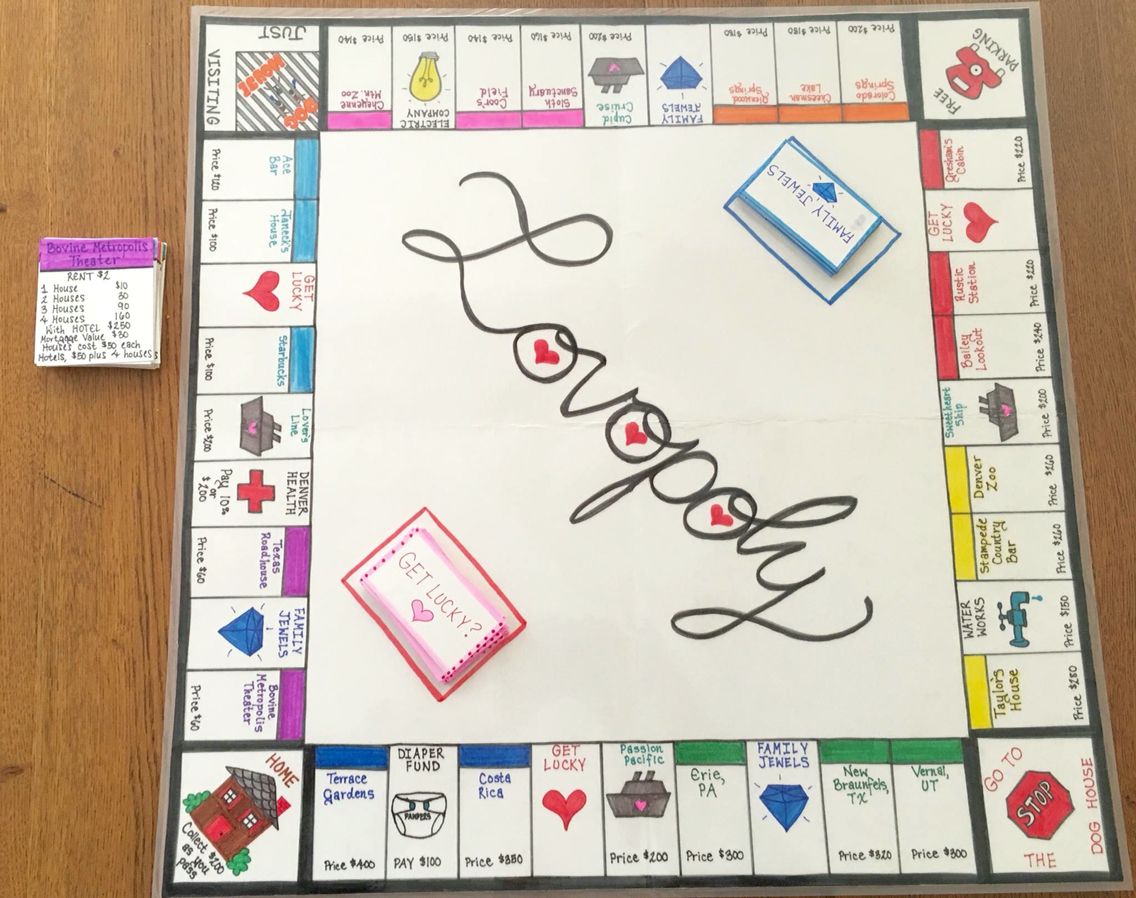 JUST
VISITING
DOG
HOUSE
Cheyenne
Mtn. Zoo
Price $140
ELECTRIC
COMPANY
Price $150
Coor's
Field
Price $140
Sloth
Sanctuary
Price $160
Cupid
Cruise
Price $200
FAMILY
JEWELS
Glenwood
Springs
Price $180
Cheesman
Lake
Price $180
Colorado
Springs
Price $200
FREE
PARKING
Gresham's
Cabin
Price $220
GET
LUCKY
Rustic
Station
Price $220
Bailey
Lookout
Price $240
Sweetheart
Ship
Price $200
Denver
Zoo
Price $260
Stampede
Country
Bar
Price $260
WATER
WORKS
Price $150
Taylor's
House
Price $280
GO TO
THE
DOG HOUSE
STOP
Vernal,
UT
Price $300
New
Braunfels,
TX
Price $320
FAMILY
JEWELS
Erie,
PA
Price $300
Passion
Pacific
Price $200
GET
LUCKY
Costa
Rica
Price $350
DIAPER
FUND
PAMPERS
PAY $100
Terrace
Gardens
Price $400
HOME
Collect $200
as you
pass
Bovine
Metropolis
Theater
Price $60
FAMILY
JEWELS
Texas
Roadhouse
Price $60
DENVER
HEALTH
Pay 10%
or
$200
Lover's
Line
Price $200
Starbucks
Price $100
GET
LUCKY
Janeck's
House
Price $100
Ace
Bar
Price $120
Lovopoly
FAMILY JEWELS
GET LUCKY?
Bovine Metropolis
Theater
RENT $2
1 House $10
2 Houses 30
3 Houses 90
4 Houses 160
With HOTEL $250
Mortgage Value $30
Houses cost $50 each
Hotels, $50 plus 4 houses